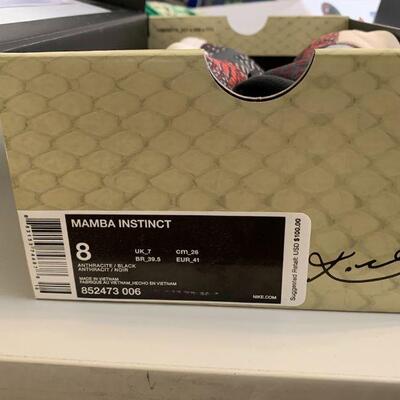 MAMBA INSTINCT
8
UK_7
cm_26
BR_39.5
EUR_41
ANTHRACITE / BLACK
ANTHRACIT / NOIR
MADE IN VIETNAM
FABRIQUE AU VIETNAM_HECHO EN VIETNAM
852473 006
NIKE.COM
Suggested Retail: USD $100.00